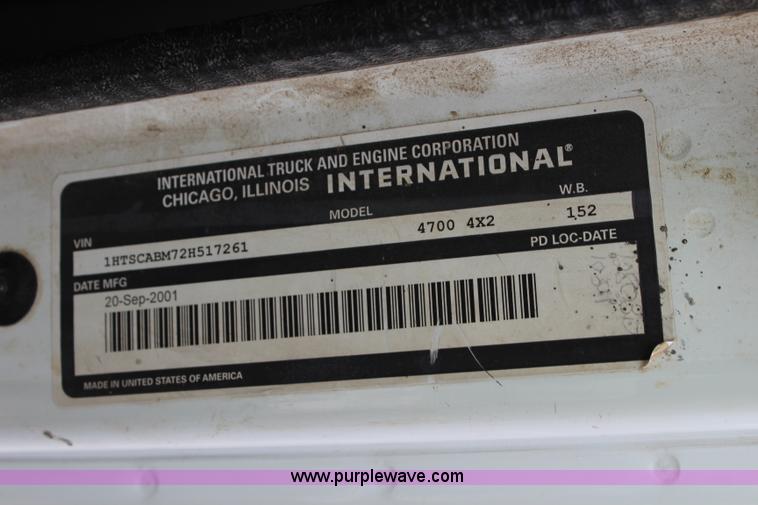 INTERNATIONAL TRUCK AND ENGINE CORPORATION
CHICAGO, ILLINOIS INTERNATIONAL®
VIN MODEL W.B.
1HTSCABM72H517261 4700 4X2 152
DATE MFG PD LOC-DATE
20-Sep-2001
MADE IN UNITED STATES OF AMERICA
www.purplewave.com